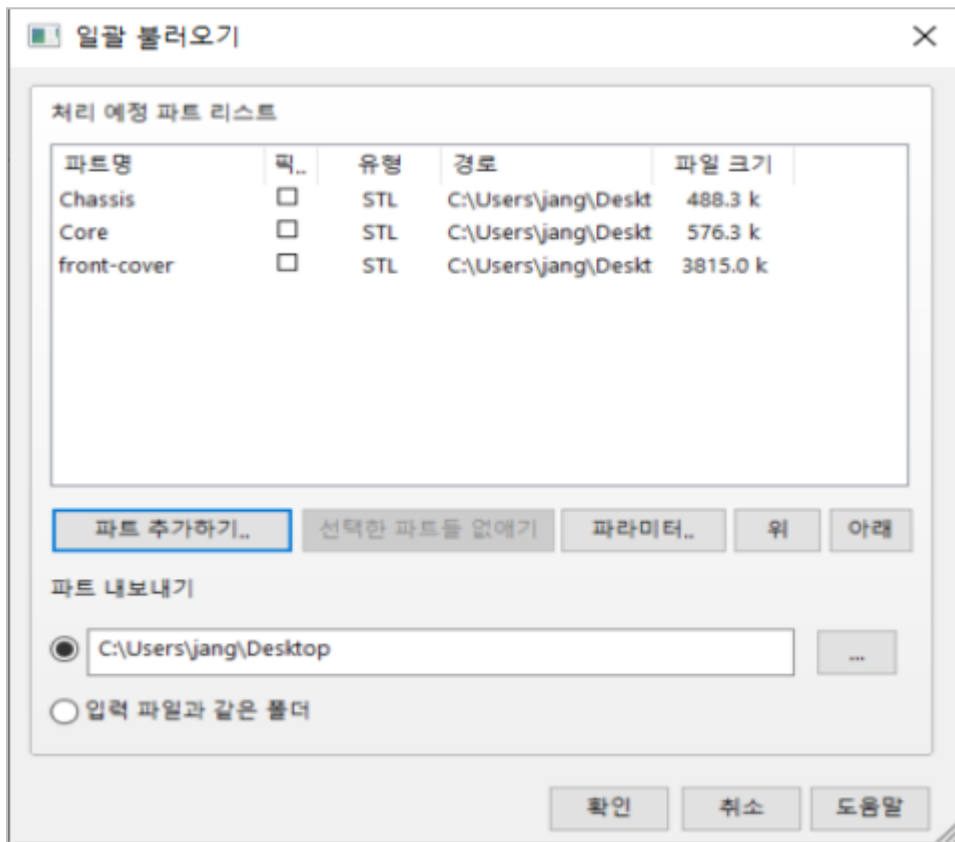 일괄 불러오기
처리 예정 파트 리스트
파트명 픽.. 유형 경로 파일 크기
Chassis STL C:\Users\jang\Deskt 488.3 k
Core STL C:\Users\jang\Deskt 576.3 k
front-cover STL C:\Users\jang\Deskt 3815.0 k
파트 추가하기.. 선택한 파트들 없애기 파라미터.. 위 아래
파트 내보내기
C:\Users\jang\Desktop ...
입력 파일과 같은 폴더
확인 취소 도움말